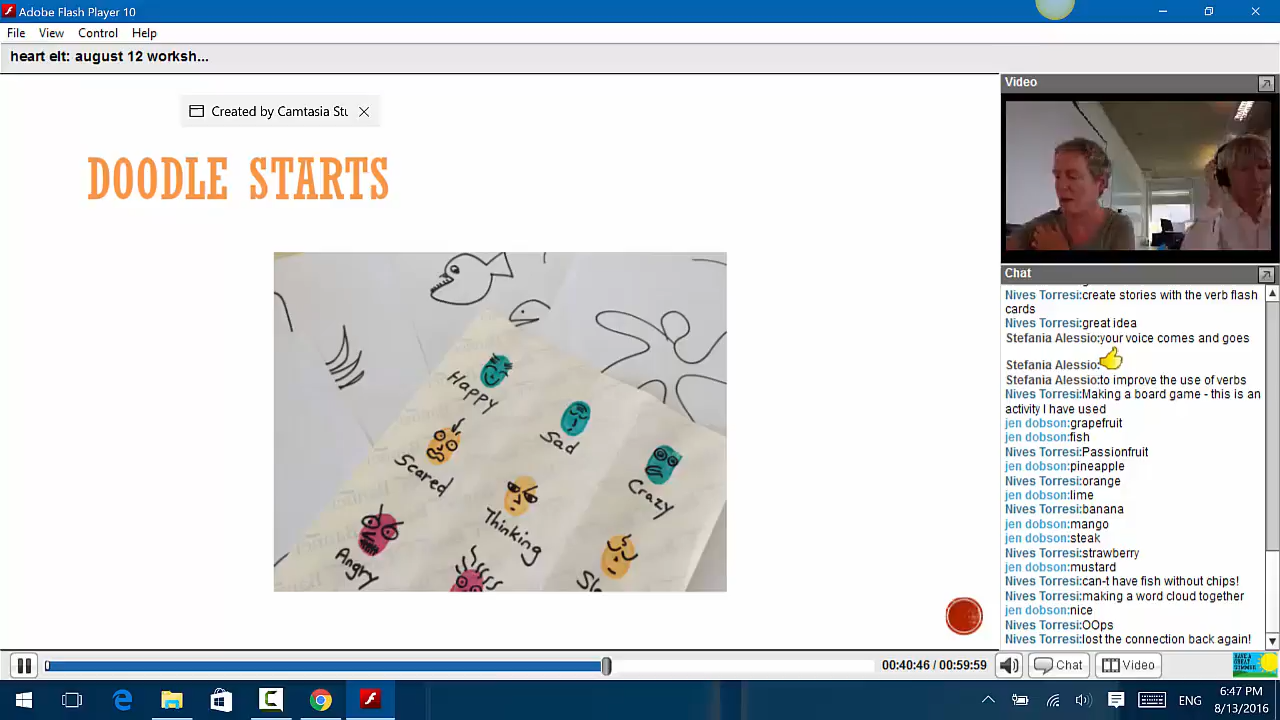 Adobe Flash Player 10
File View Control Help
heart elt: august 12 worksh...
Created by Camtasia Stu
DOODLE STARTS
Happy
Sad
Scared
Crazy
Thinking
Angry
Video
Chat
Nives Torresi:create stories with the verb flash
cards
Nives Torresi:great idea
Stefania Alessio:your voice comes and goes
Stefania Alessio:
Stefania Alessio:to improve the use of verbs
Nives Torresi:Making a board game - this is an
activity I have used
jen dobson:grapefruit
jen dobson:fish
Nives Torresi:Passionfruit
jen dobson:pineapple
Nives Torresi:orange
jen dobson:lime
Nives Torresi:banana
jen dobson:mango
jen dobson:steak
Nives Torresi:strawberry
jen dobson:mustard
Nives Torresi:can-t have fish without chips!
Nives Torresi:making a word cloud together
jen dobson:nice
Nives Torresi:OOps
Nives Torresi:lost the connection back again!
00:40:46 / 00:59:59
Chat
Video
HAVE A GREAT SUMMER
ENG
6:47 PM
8/13/2016